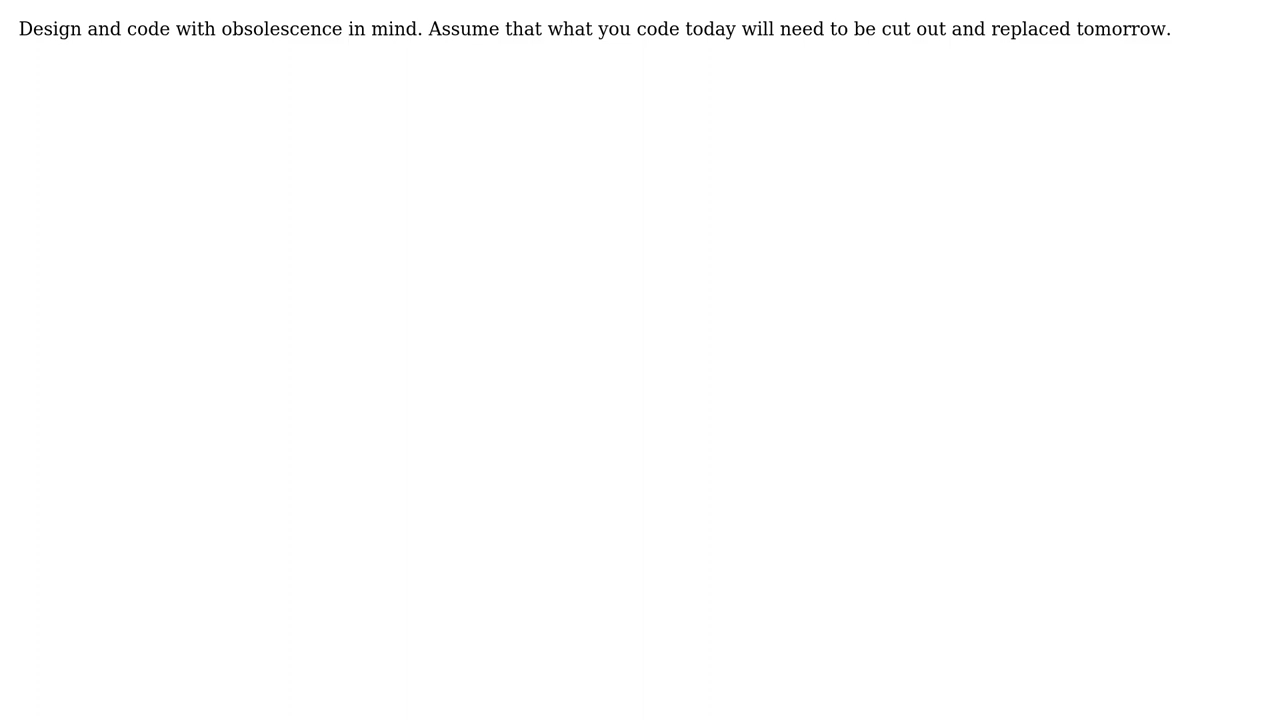 Design and code with obsolescence in mind. Assume that what you code today will need to be cut out and replaced tomorrow.